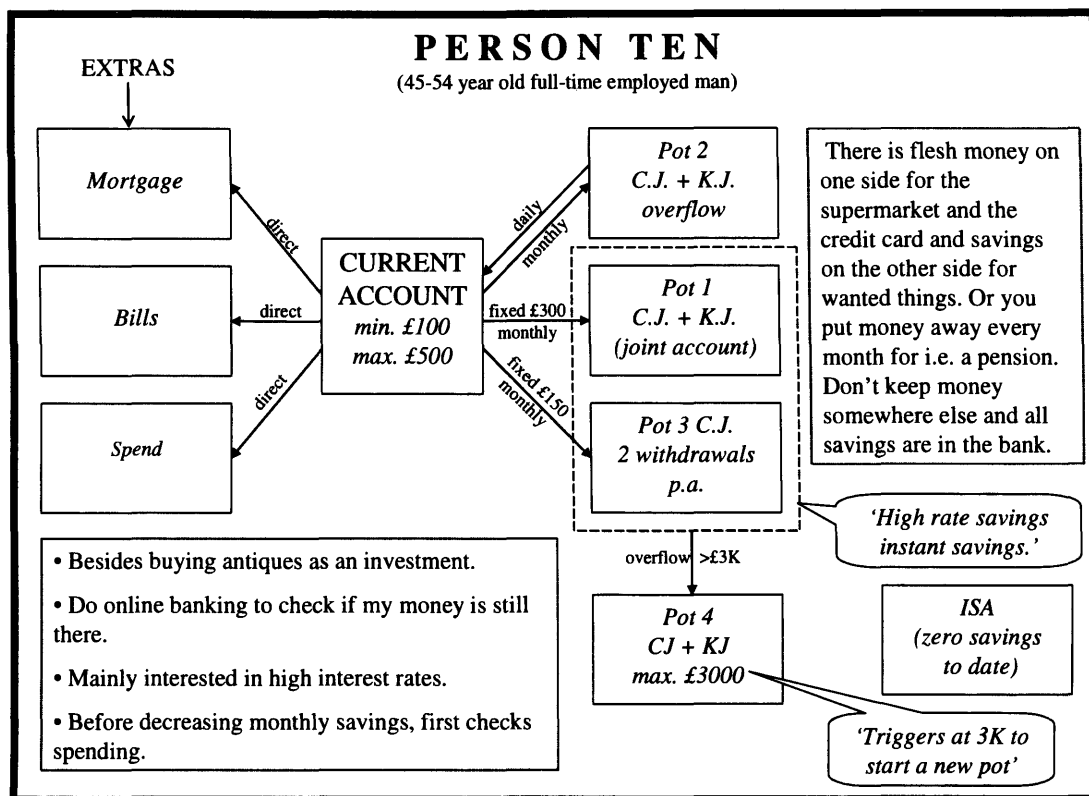 PERSON TEN
(45-54 year old full-time employed man)
EXTRAS
Mortgage
Bills
Spend
direct
direct
direct
CURRENT
ACCOUNT
min. £100
max. £500
daily
monthly
fixed £300
monthly
fixed £150
monthly
Pot 2
C.J. + K.J.
overflow
Pot 1
C.J. + K.J.
(joint account)
Pot 3 C.J.
2 withdrawals
p.a.
overflow >£3K
Pot 4
CJ + KJ
max. £3000
There is flesh money on
one side for the
supermarket and the
credit card and savings
on the other side for
wanted things. Or you
put money away every
month for i.e. a pension.
Don't keep money
somewhere else and all
savings are in the bank.
'High rate savings
instant savings.'
ISA
(zero savings
to date)
'Triggers at 3K to
start a new pot'
• Besides buying antiques as an investment.
• Do online banking to check if my money is still
there.
• Mainly interested in high interest rates.
• Before decreasing monthly savings, first checks
spending.